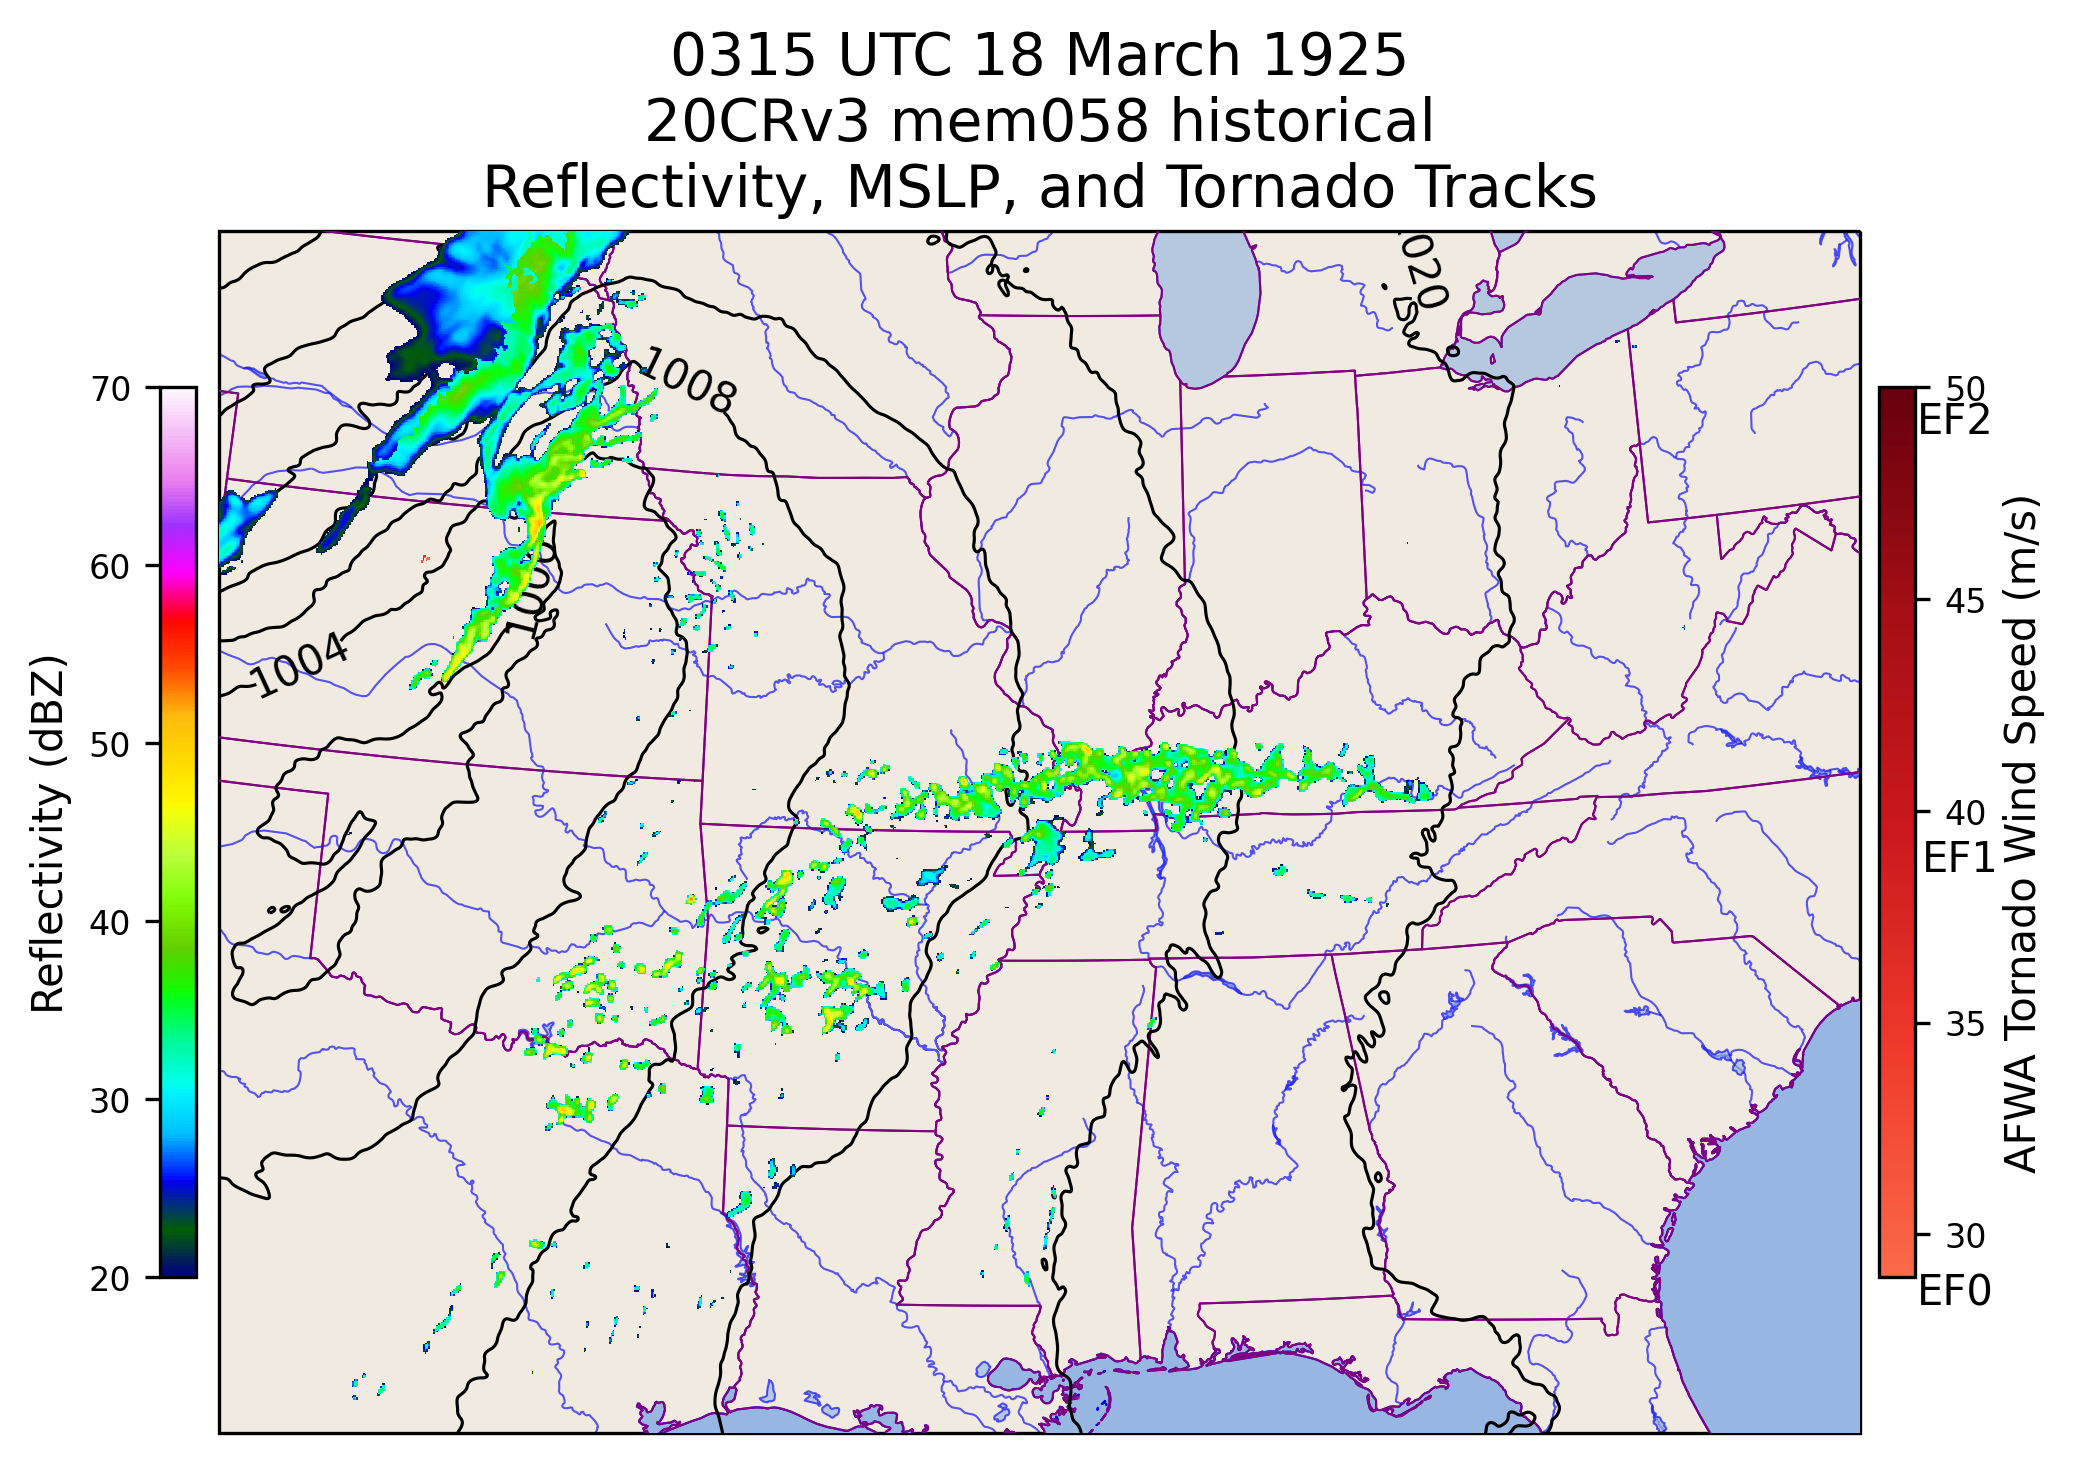 0315 UTC 18 March 1925
20CRv3 mem058 historical
Reflectivity, MSLP, and Tornado Tracks
020
1008
1000
1004
Reflectivity (dBZ)
70
60
50
40
30
20
50
EF2
45
40
EF1
35
30
EF0
AFWA Tornado Wind Speed (m/s)